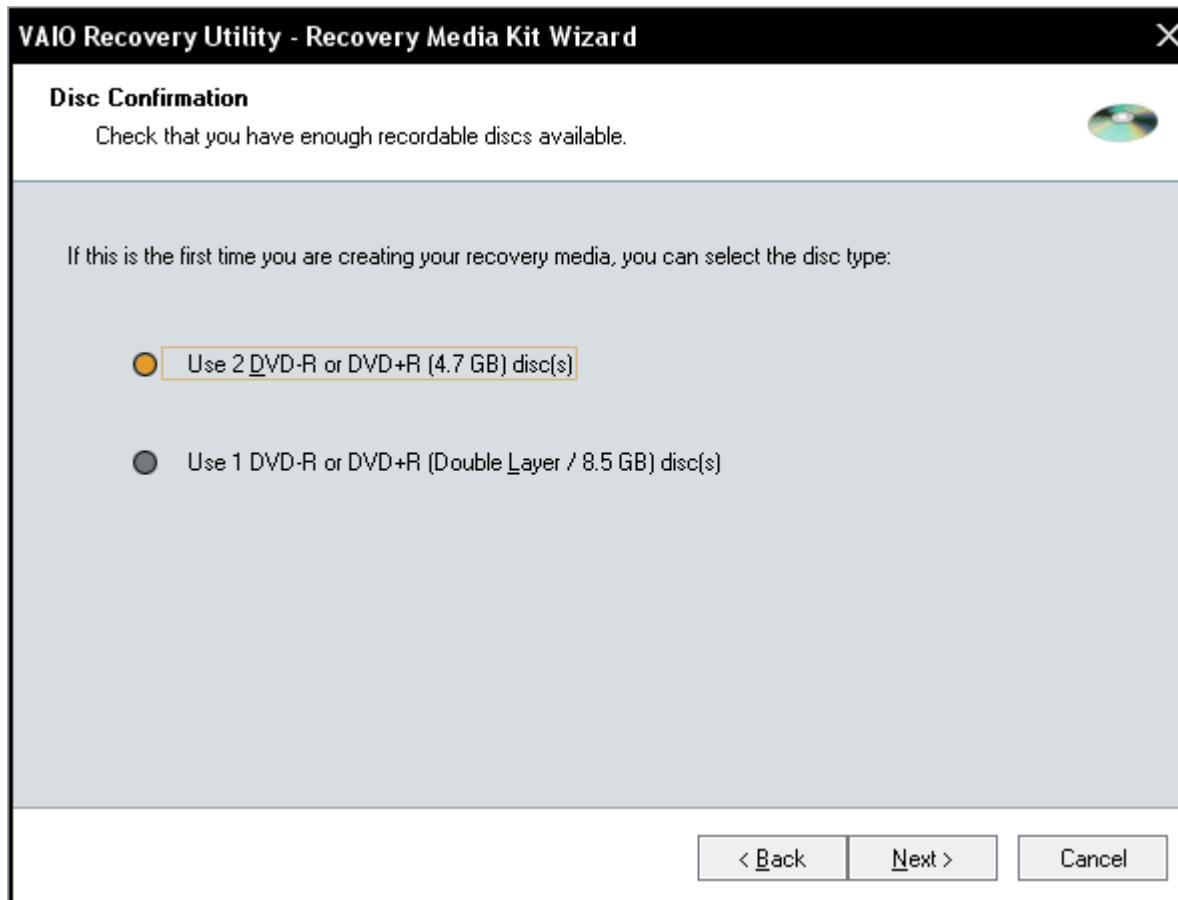 VAIO Recovery Utility - Recovery Media Kit Wizard
Disc Confirmation
Check that you have enough recordable discs available.
If this is the first time you are creating your recovery media, you can select the disc type:
Use 2 DVD-R or DVD+R (4.7 GB) disc(s)
Use 1 DVD-R or DVD+R (Double Layer / 8.5 GB) disc(s)
< Back Next > Cancel